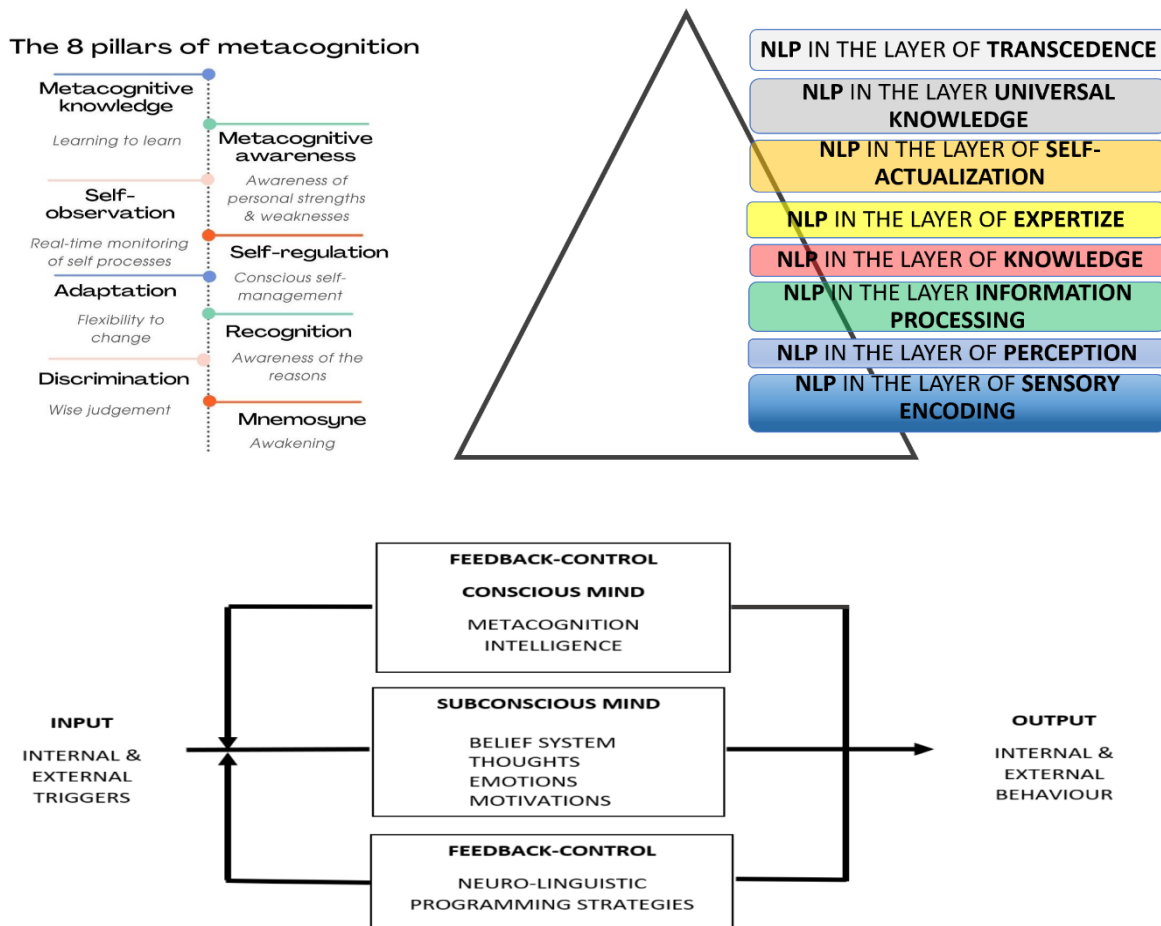 The 8 pillars of metacognition
Metacognitive
knowledge
Learning to learn
Metacognitive
awareness
Awareness of
personal strengths
& weaknesses
Self-
observation
Real-time monitoring
of self processes
Self-regulation
Conscious self-
management
Adaptation
Flexibility to
change
Recognition
Awareness of the
reasons
Discrimination
Wise judgement
Mnemosyne
Awakening
NLP IN THE LAYER OF TRANSCEDENCE
NLP IN THE LAYER UNIVERSAL
KNOWLEDGE
NLP IN THE LAYER OF SELF-
ACTUALIZATION
NLP IN THE LAYER OF EXPERTIZE
NLP IN THE LAYER OF KNOWLEDGE
NLP IN THE LAYER INFORMATION
PROCESSING
NLP IN THE LAYER OF PERCEPTION
NLP IN THE LAYER OF SENSORY
ENCODING
FEEDBACK-CONTROL
CONSCIOUS MIND
METACOGNITION
INTELLIGENCE
INPUT
INTERNAL &
EXTERNAL
TRIGGERS
SUBCONSCIOUS MIND
BELIEF SYSTEM
THOUGHTS
EMOTIONS
MOTIVATIONS
OUTPUT
INTERNAL &
EXTERNAL
BEHAVIOUR
FEEDBACK-CONTROL
NEURO-LINGUISTIC
PROGRAMMING STRATEGIES